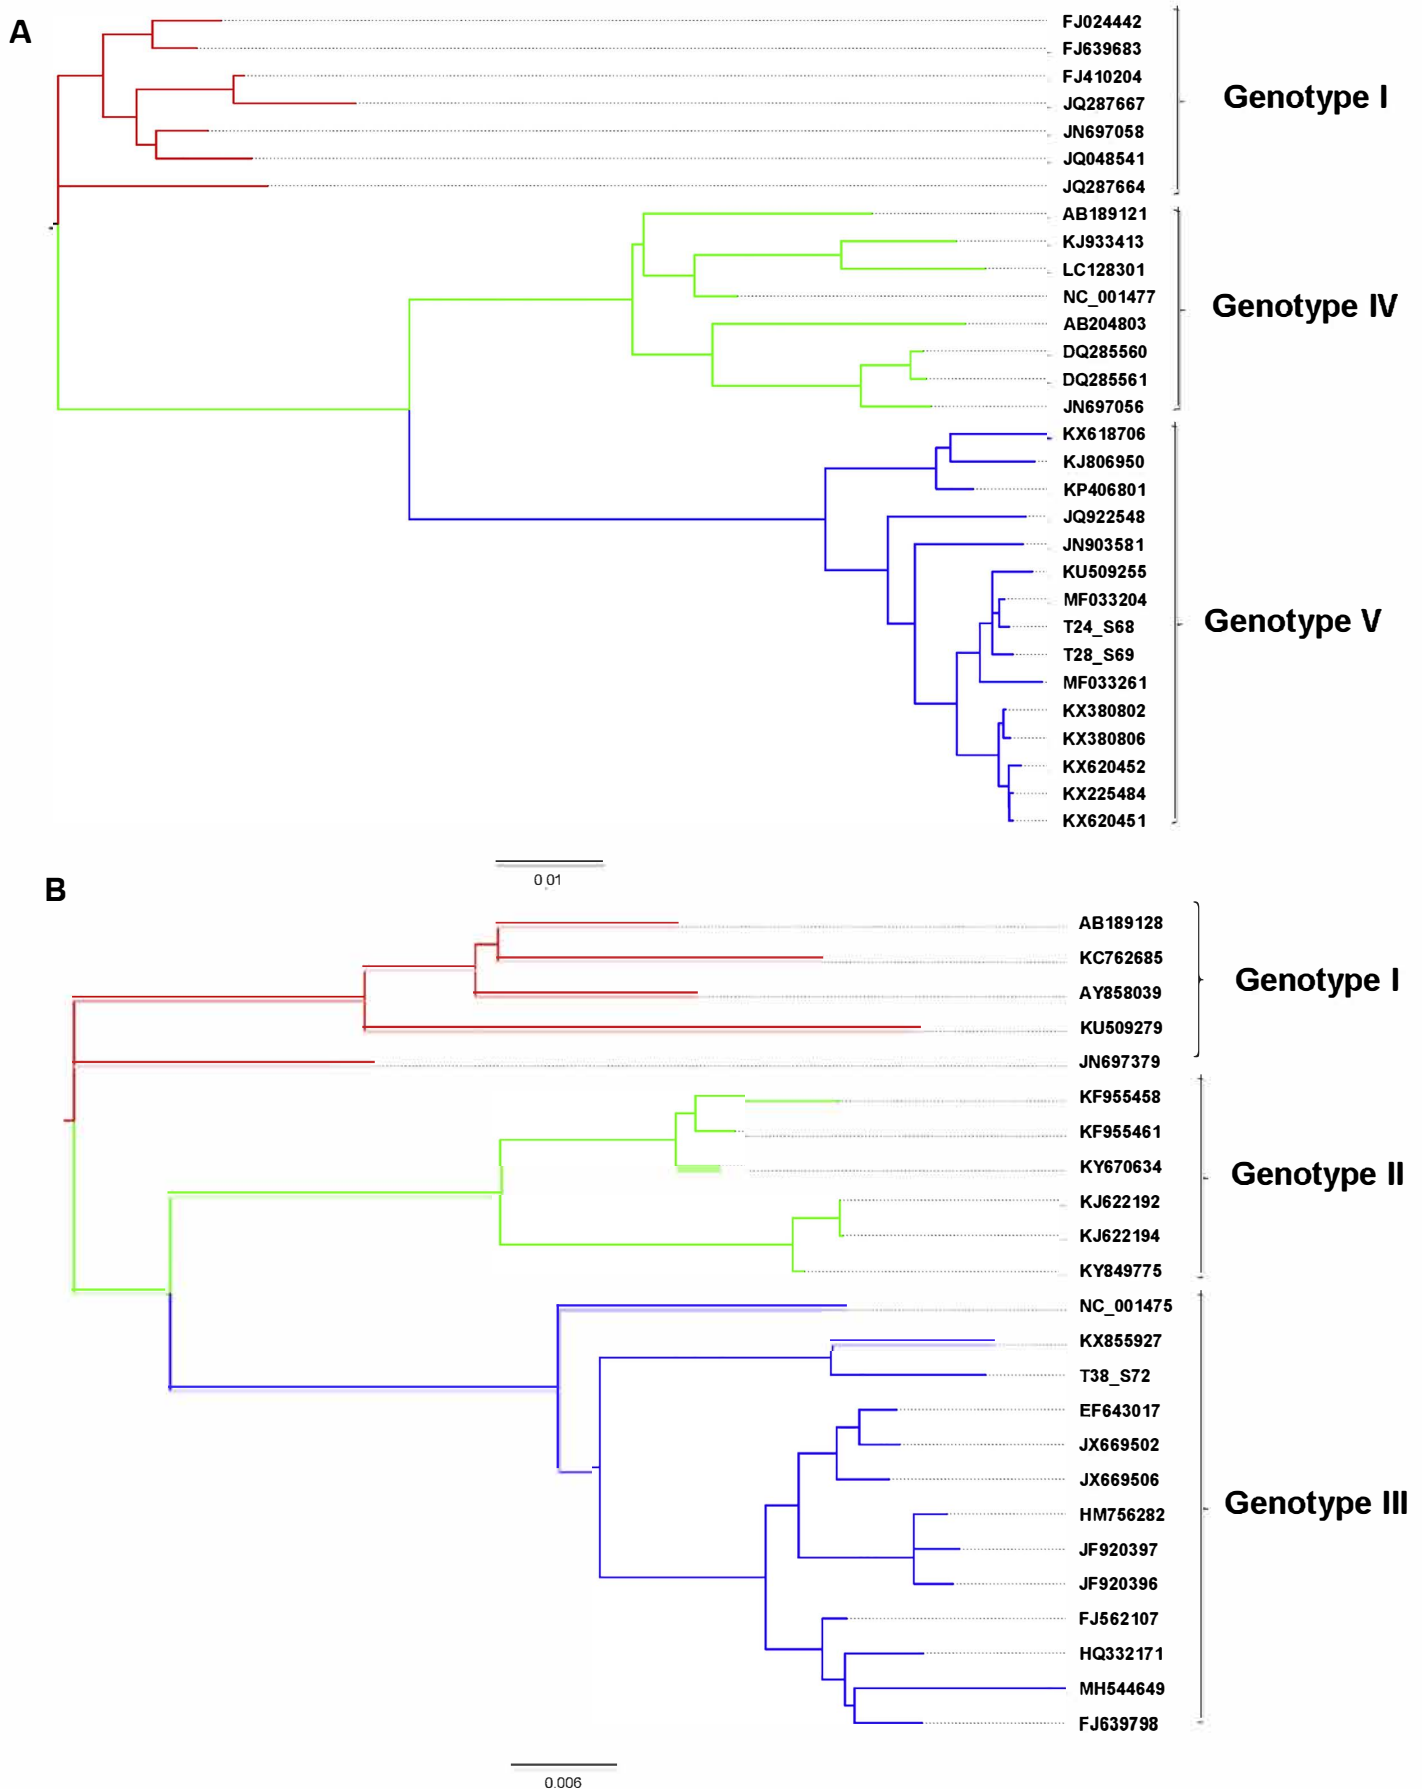 A
FJ024442
FJ639683
FJ410204
Genotype I
JQ287667
JN697058
JQ048541
JQ287664
AB189121
KJ933413
LC128301
NC_001477
Genotype IV
AB204803
DQ285560
DQ285561
JN697056
KX618706
KJ806950
KP406801
JQ922548
JN903581
KU509255
MF033204
Genotype V
T24_S68
T28_S69
MF033261
KX380802
KX380806
KX620452
KX225484
KX620451
0.01
B
AB189128
KC762685
Genotype I
AY858039
KU509279
JN697379
KF955458
KF955461
KY670634
Genotype II
KJ622192
KJ622194
KY849775
NC_001475
KX855927
T38_S72
EF643017
JX669502
JX669506
Genotype III
HM756282
JF920397
JF920396
FJ562107
HQ332171
MH544649
FJ639798
0.006